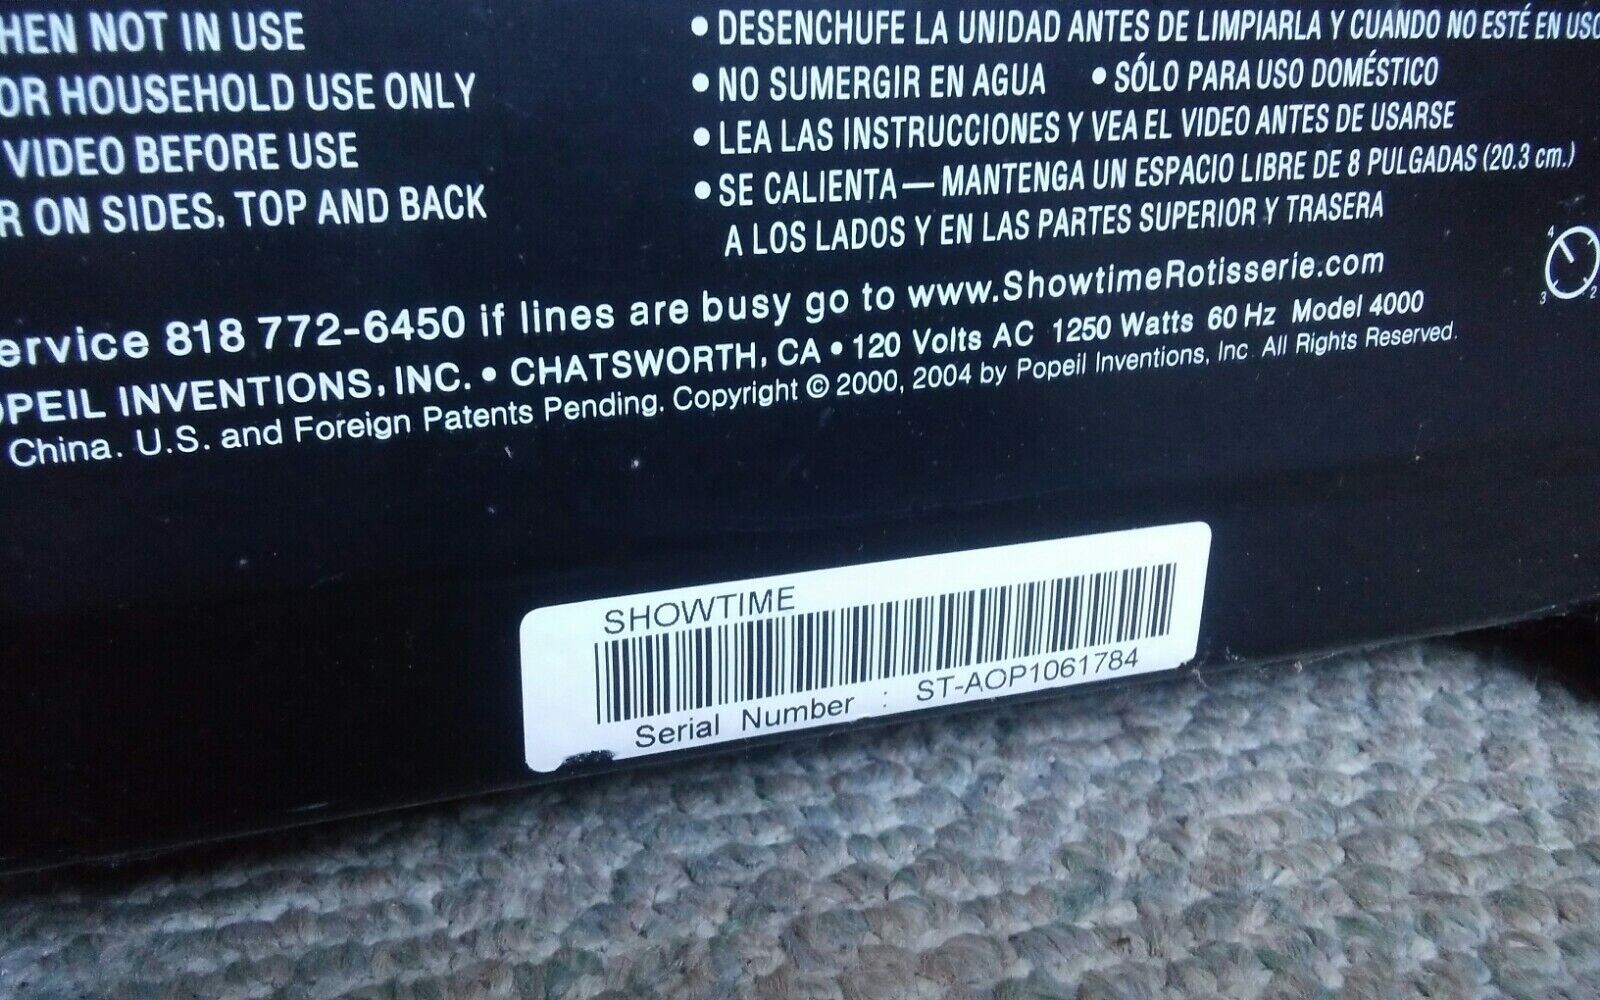 HEN NOT IN USE
OR HOUSEHOLD USE ONLY
VIDEO BEFORE USE
R ON SIDES, TOP AND BACK
• DESENCHUFE LA UNIDAD ANTES DE LIMPIARLA Y CUANDO NO ESTÉ EN USO
• NO SUMERGIR EN AGUA • SÓLO PARA USO DOMÉSTICO
• LEA LAS INSTRUCCIONES Y VEA EL VIDEO ANTES DE USARSE
• SE CALIENTA — MANTENGA UN ESPACIO LIBRE DE 8 PULGADAS (20.3 cm.)
A LOS LADOS Y EN LAS PARTES SUPERIOR Y TRASERA
ervice 818 772-6450 if lines are busy go to www.ShowtimeRotisserie.com
OPEIL INVENTIONS, INC. • CHATSWORTH, CA • 120 Volts AC 1250 Watts 60 Hz Model 4000
China. U.S. and Foreign Patents Pending. Copyright © 2000, 2004 by Popeil Inventions, Inc. All Rights Reserved.
4
3 2
SHOWTIME
Serial Number : ST-AOP1061784